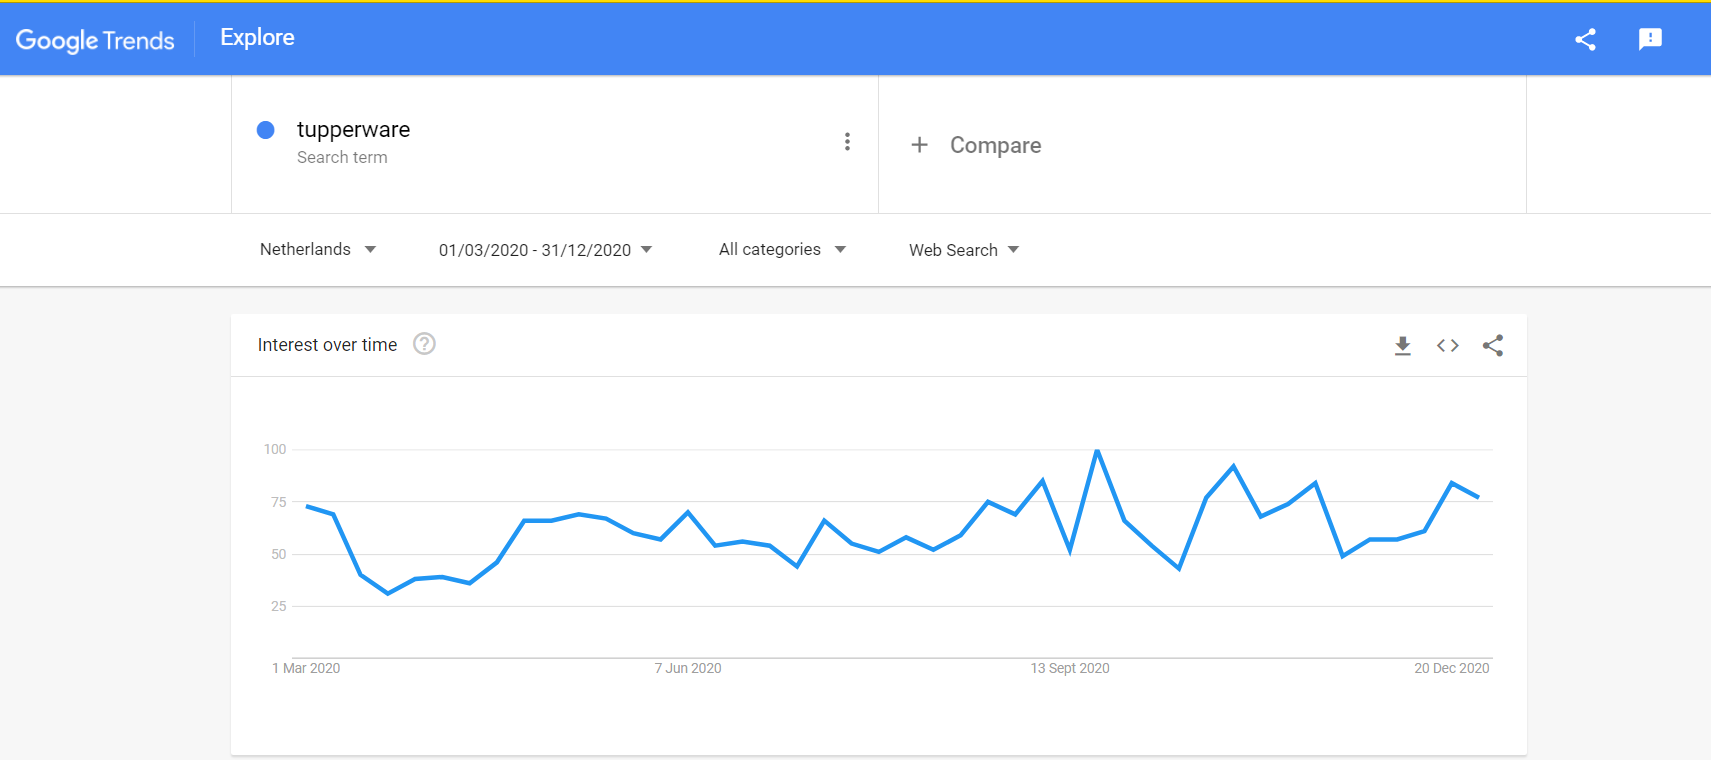 Google Trends Explore
tupperware
Search term
+ Compare
Netherlands 01/03/2020 - 31/12/2020 All categories Web Search
Interest over time
100
75
50
25
1 Mar 2020 7 Jun 2020 13 Sept 2020 20 Dec 2020